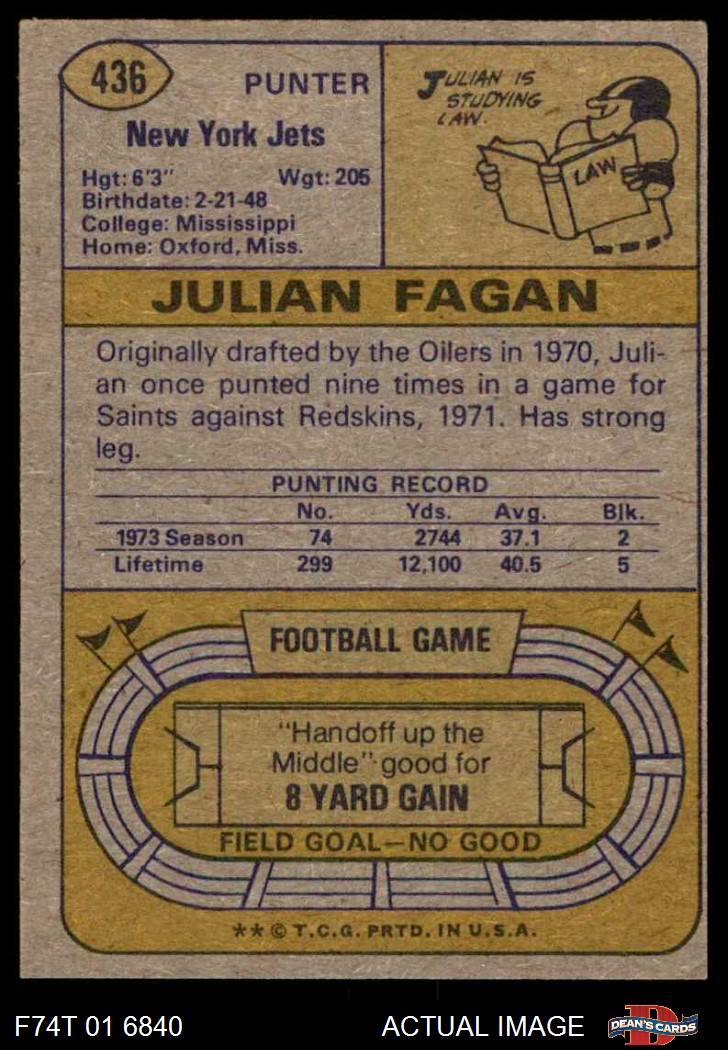 436
PUNTER
New York Jets
Hgt: 6'3" Wgt: 205
Birthdate: 2-21-48
College: Mississippi
Home: Oxford, Miss.
JULIAN IS
STUDYING
LAW.
LAW
JULIAN FAGAN
Originally drafted by the Oilers in 1970, Juli-
an once punted nine times in a game for
Saints against Redskins, 1971. Has strong
leg.
PUNTING RECORD
No. Yds. Avg. Blk.
1973 Season 74 2744 37.1 2
Lifetime 299 12,100 40.5 5
FOOTBALL GAME
"Handoff up the
Middle" good for
8 YARD GAIN
FIELD GOAL—NO GOOD
** © T.C.G. PRTD. IN U.S.A.
F74T 01 6840 ACTUAL IMAGE
D
DEAN'S CARDS